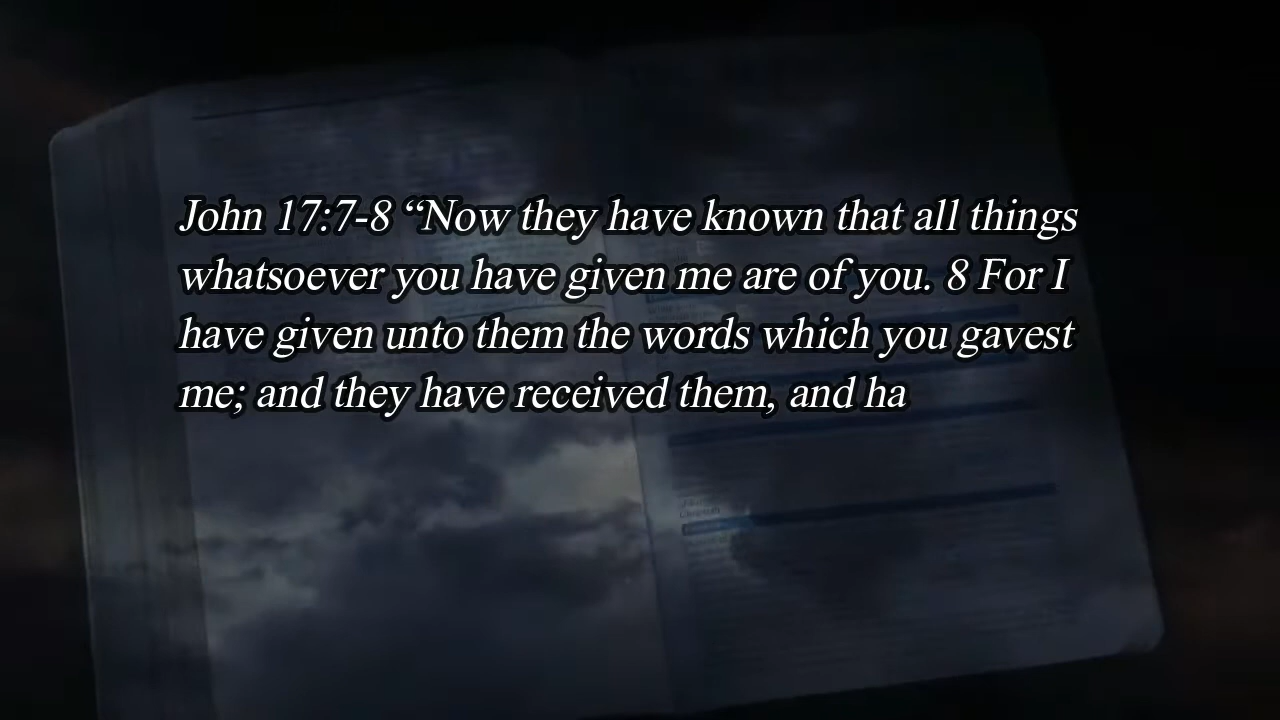 John 17:7-8 “Now they have known that all things
whatsoever you have given me are of you. 8 For I
have given unto them the words which you gavest
me; and they have received them, and ha